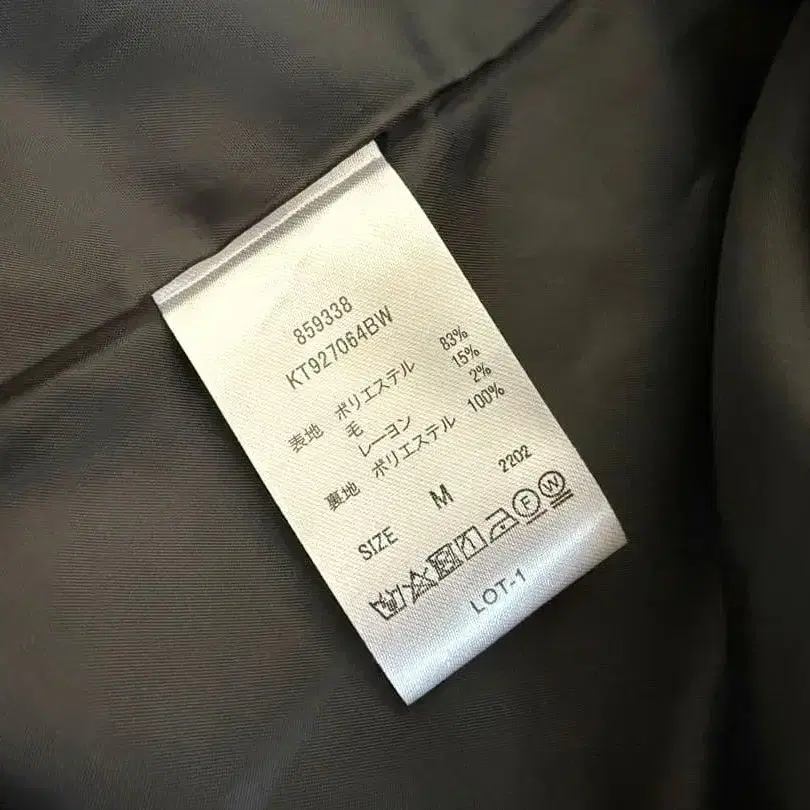 859338
KT927064BW
表地 ポリエステル 83%
毛 15%
レーヨン 2%
裏地 ポリエステル 100%
SIZE M 2202
F W
LOT-1